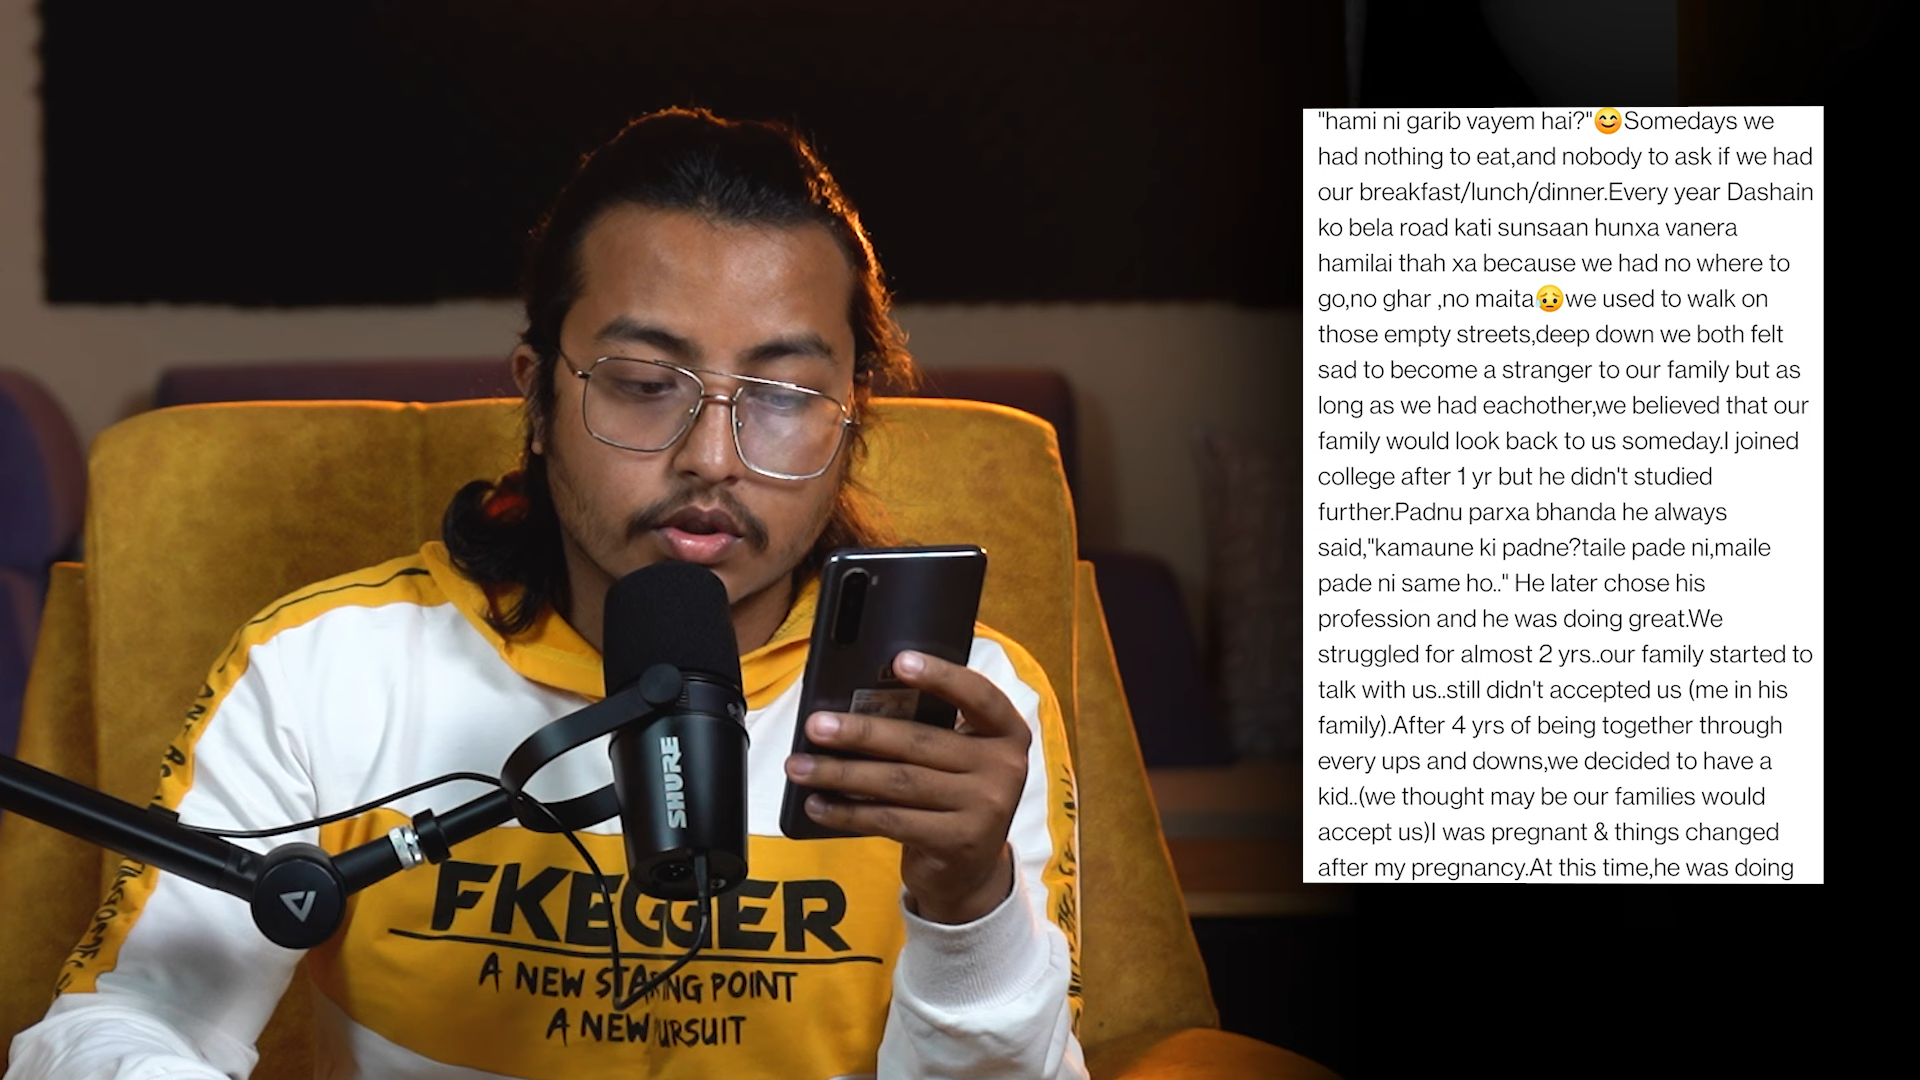 "hami ni garib vayem hai?"😊Somedays we
had nothing to eat,and nobody to ask if we had
our breakfast/lunch/dinner.Every year Dashain
ko bela road kati sunsaan hunxa vanera
hamilai thah xa because we had no where to
go,no ghar ,no maita😥we used to walk on
those empty streets,deep down we both felt
sad to become a stranger to our family but as
long as we had eachother,we believed that our
family would look back to us someday.I joined
college after 1 yr but he didn't studied
further.Padnu parxa bhanda he always
said,"kamaune ki padne?taile pade ni,maile
pade ni same ho.." He later chose his
profession and he was doing great.We
struggled for almost 2 yrs..our family started to
talk with us..still didn't accepted us (me in his
family).After 4 yrs of being together through
every ups and downs,we decided to have a
kid..(we thought may be our families would
accept us)I was pregnant & things changed
after my pregnancy.At this time,he was doing
SHURE
FKEGGER
A NEW STARING POINT
A NEW PURSUIT